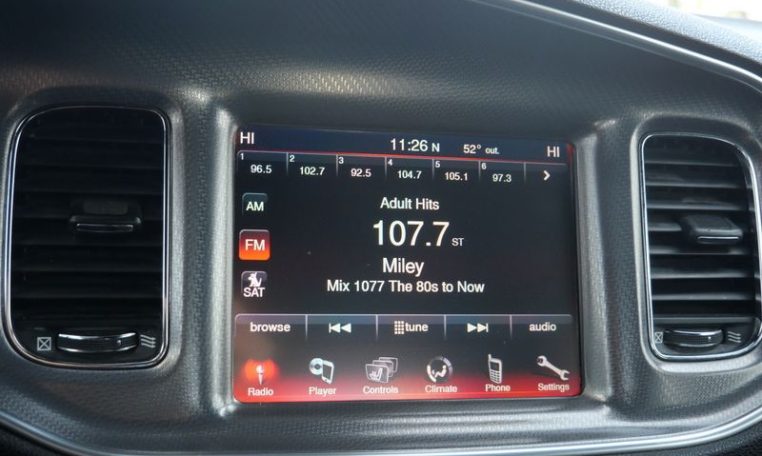 HI 11:26 N 52° out. HI
1 96.5 2 102.7 3 92.5 4 104.7 5 105.1 6 97.3
AM
Adult Hits
FM
107.7 ST
Miley
SAT
Mix 1077 The 80s to Now
browse tune audio
Radio Player Controls Climate Phone Settings